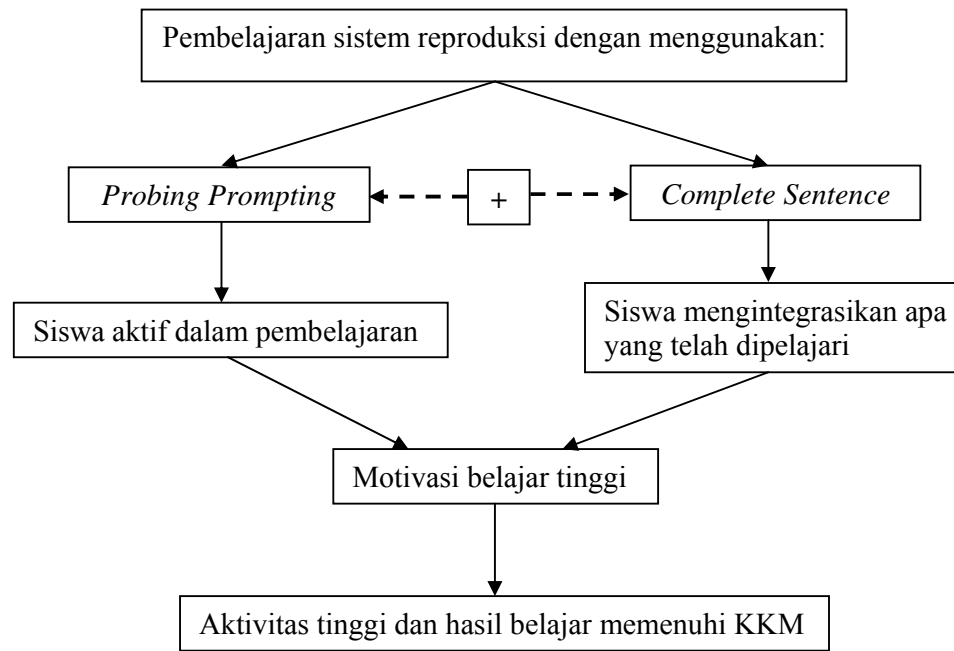 Pembelajaran sistem reproduksi dengan menggunakan:
Probing Prompting
+
Complete Sentence
Siswa aktif dalam pembelajaran
Siswa mengintegrasikan apa
yang telah dipelajari
Motivasi belajar tinggi
Aktivitas tinggi dan hasil belajar memenuhi KKM